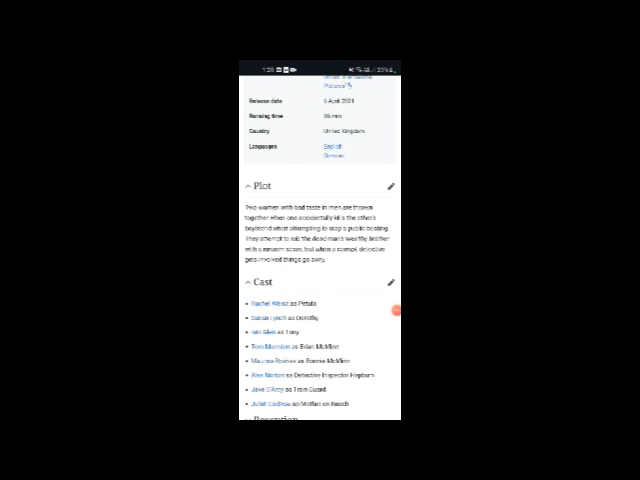 Release date 6 April 2001
Running time 86 min
Country United Kingdom
Languages English
German
Plot
Two women with bad taste in men are thrown
together when one accidentally kills the other's
boyfriend when attempting to stop a public beating.
They attempt to rob the dead man's wealthy brother
with a ransom scam, but when a corrupt detective
gets involved things go awry.
Cast
Rachel Weisz as Petula
Susan Lynch as Dorothy
Iain Glen as Tony
Tom Mannion as Brian McMinn
Maurice Roëves as Ronnie McMinn
Alex Norton as Detective Inspector Hepburn
Jake D'Arcy as Train Guard
Juliet Cadzow as Mother on Beach
Reception